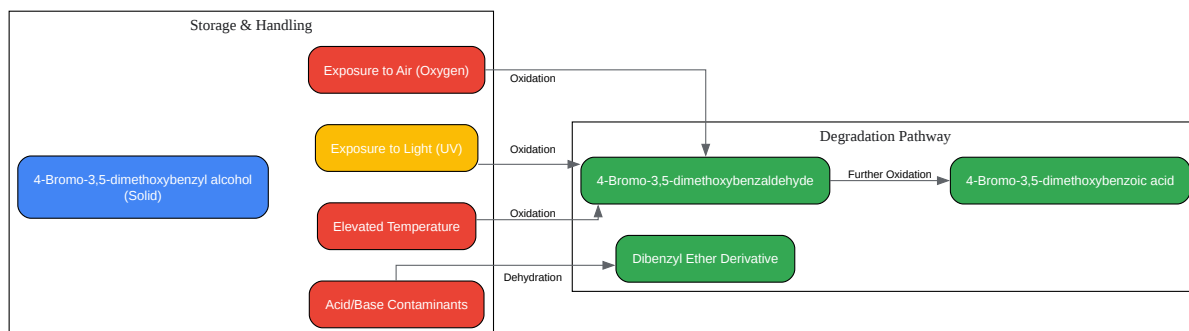 Storage & Handling
Exposure to Air (Oxygen)
Oxidation
Degradation Pathway
Exposure to Light (UV)
Oxidation
4-Bromo-3,5-dimethoxybenzyl alcohol
(Solid)
4-Bromo-3,5-dimethoxybenzaldehyde
Further Oxidation
4-Bromo-3,5-dimethoxybenzoic acid
Elevated Temperature
Oxidation
Dibenzyl Ether Derivative
Dehydration
Acid/Base Contaminants